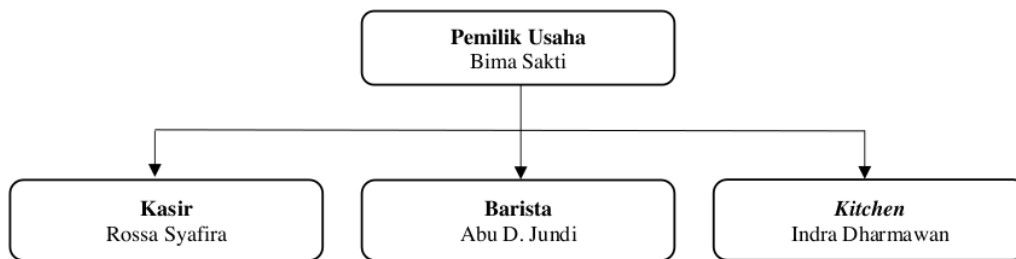 Pemilik Usaha
Bima Sakti
Kasir
Rossa Syafira
Barista
Abu D. Jundi
Kitchen
Indra Dharmawan